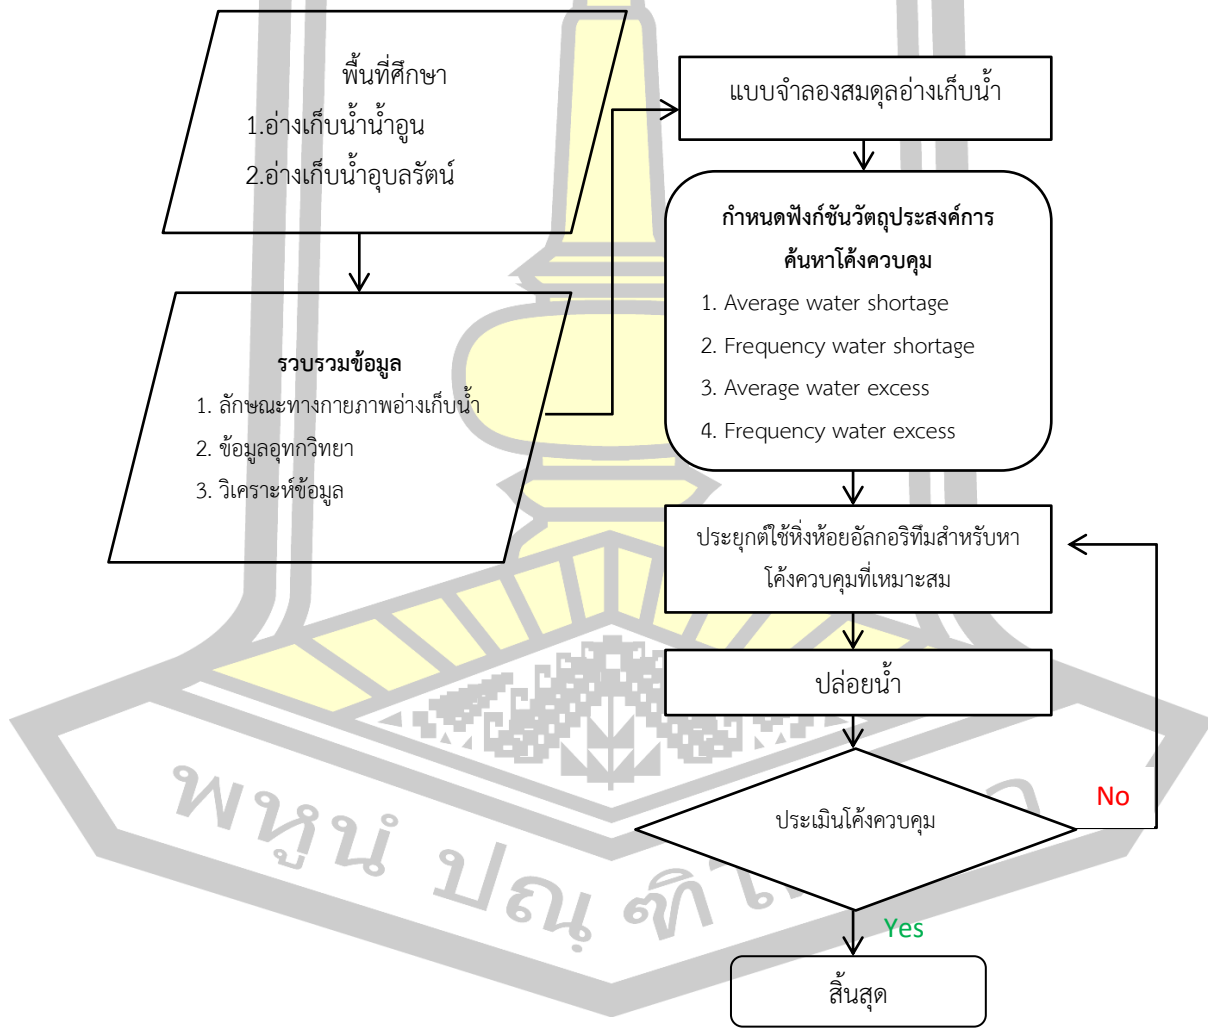 พื้นที่ศึกษา
1.อ่างเก็บน้ำน้ำอูน
2.อ่างเก็บน้ำอุบลรัตน์
รวบรวมข้อมูล
1. ลักษณะทางกายภาพอ่างเก็บน้ำ
2. ข้อมูลอุทกวิทยา
3. วิเคราะห์ข้อมูล
แบบจำลองสมดุลอ่างเก็บน้ำ
กำหนดฟังก์ชันวัตถุประสงค์การ
ค้นหาโค้งควบคุม
1. Average water shortage
2. Frequency water shortage
3. Average water excess
4. Frequency water excess
ประยุกต์ใช้หิ่งห้อยอัลกอริทึมสำหรับหา
โค้งควบคุมที่เหมาะสม
ปล่อยน้ำ
ประเมินโค้งควบคุม
No
Yes
สิ้นสุด
พหูนํ ปณฺ